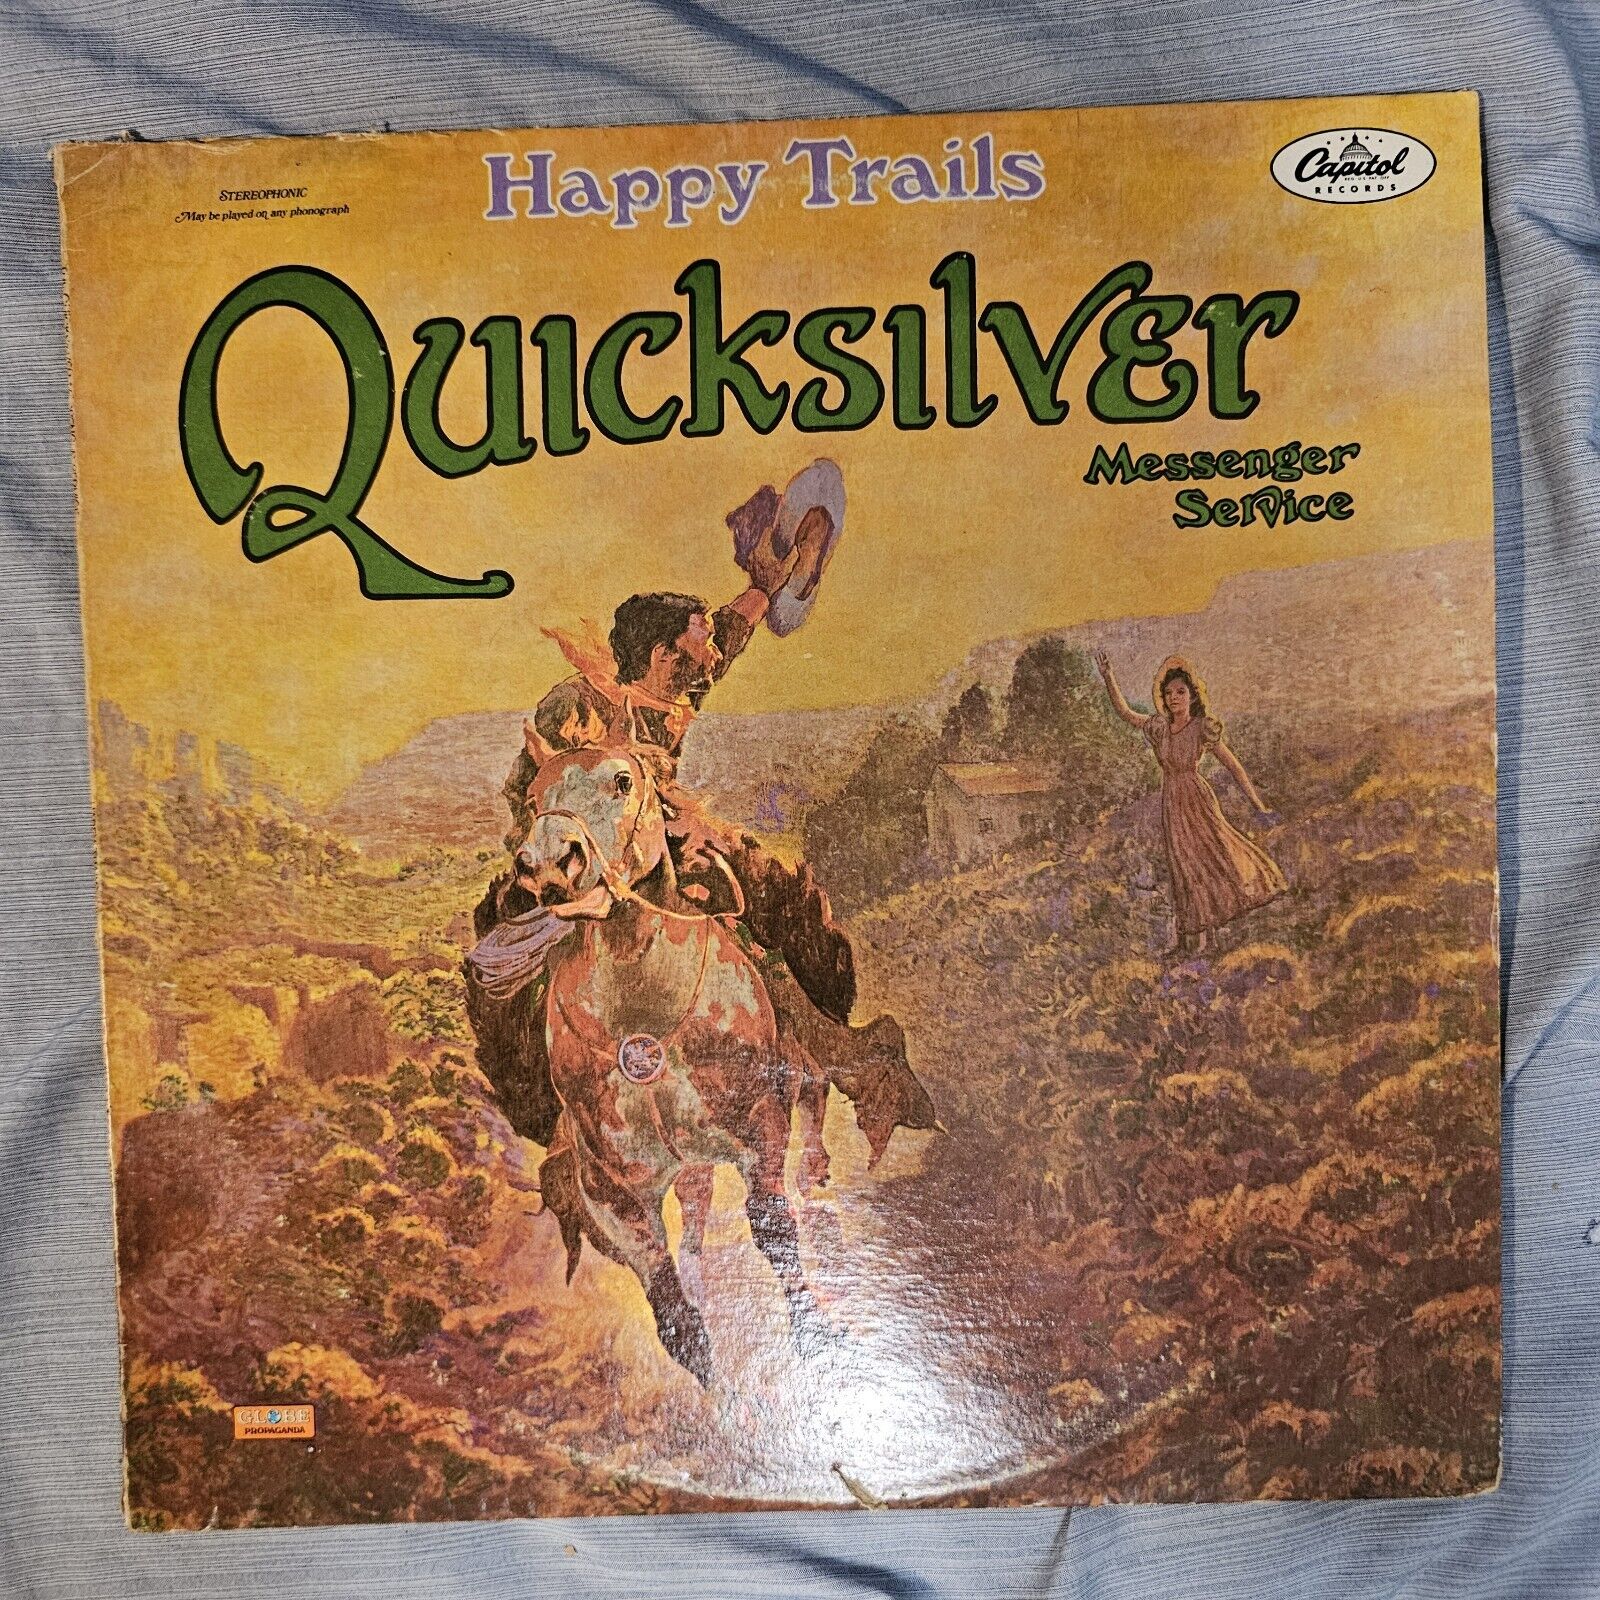 Happy Trails
STEREOPHONIC
May be played on any phonograph
Capitol
RECORDS
Quicksilver
Messenger
Service
GLOBE
PROPAGANDA